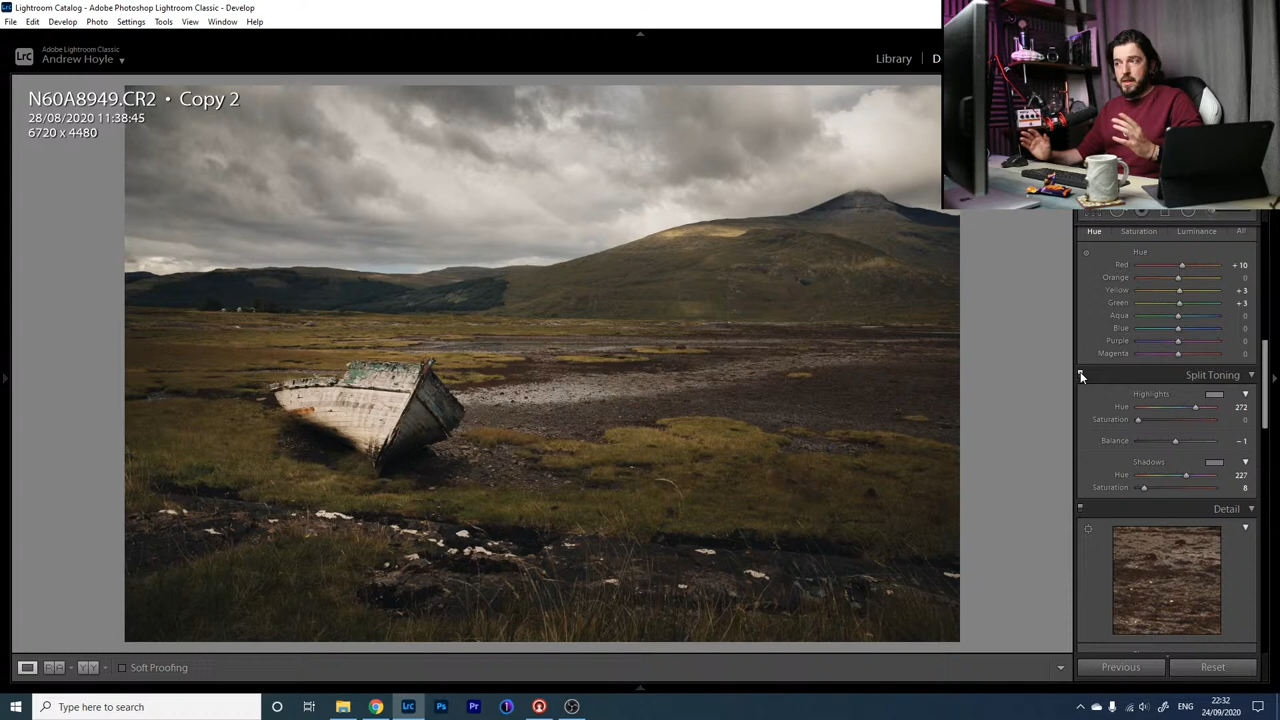 Lightroom Catalog - Adobe Photoshop Lightroom Classic - Develop
File Edit Develop Photo Settings Tools View Window Help
LrC
Adobe Lightroom Classic
Andrew Hoyle
Library | D
N60A8949.CR2 • Copy 2
28/08/2020 11:38:45
6720 x 4480
Hue Saturation Luminance All
Hue
Red + 10
Orange 0
Yellow + 3
Green + 3
Aqua 0
Blue 0
Purple 0
Magenta 0
Split Toning
Highlights
Hue 272
Saturation 0
Balance − 1
Shadows
Hue 227
Saturation 8
Detail
Soft Proofing
Previous Reset
Type here to search
LrC Ps Pr
ENG
22:32
24/09/2020